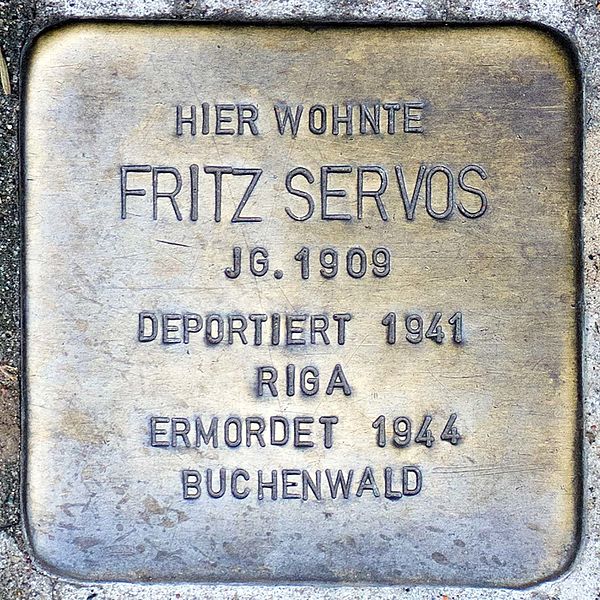 HIER WOHNTE
FRITZ SERVOS
JG. 1909
DEPORTIERT 1941
RIGA
ERMORDET 1944
BUCHENWALD